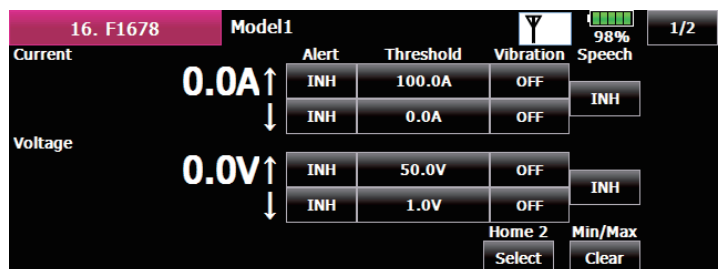 16. F1678 Model1 98% 1/2
Current Alert Threshold Vibration Speech
0.0A↑ INH 100.0A OFF INH
↓ INH 0.0A OFF
Voltage
0.0V↑ INH 50.0V OFF INH
↓ INH 1.0V OFF
Home 2 Min/Max
Select Clear